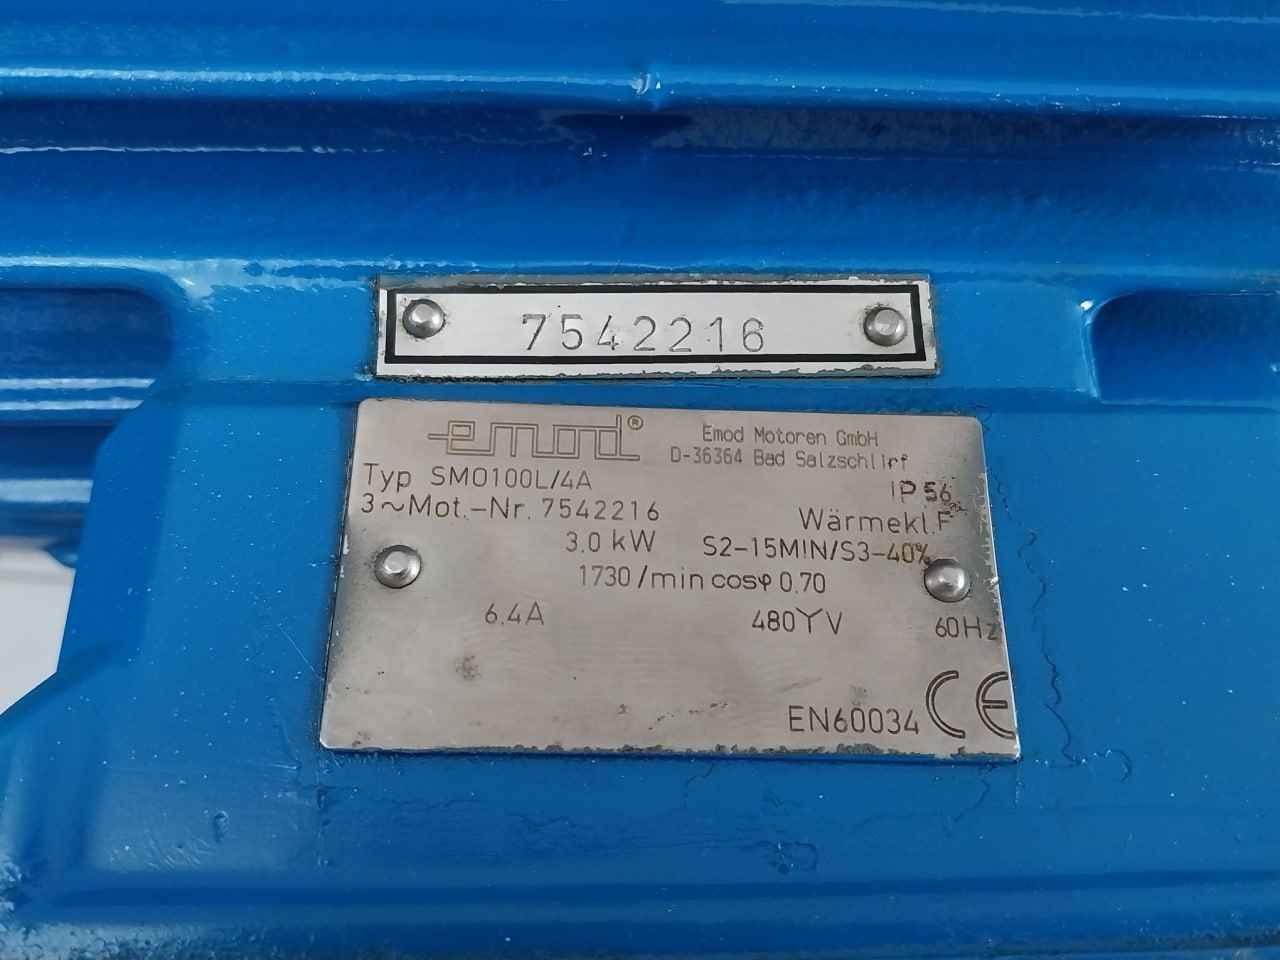 7542216
emod® Emod Motoren GmbH
D-36364 Bad Salzschlirf
Typ SMO100L/4A IP 56
3~Mot.-Nr. 7542216 Wärmekl.F
3,0 kW S2-15MIN/S3-40%
1730/min cosφ 0.70
6.4A 480YV 60Hz
EN60034 CE